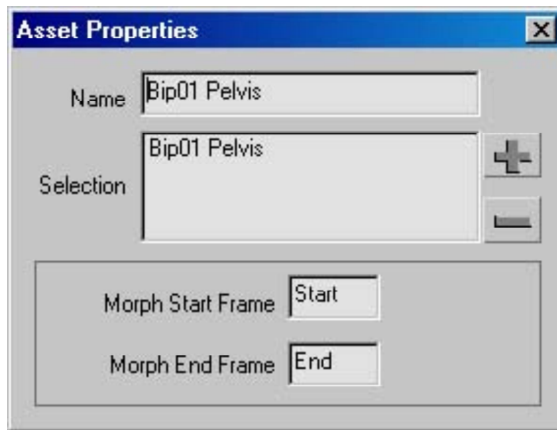 Asset Properties
Name Bip01 Pelvis
Bip01 Pelvis
Selection
Morph Start Frame Start
Morph End Frame End